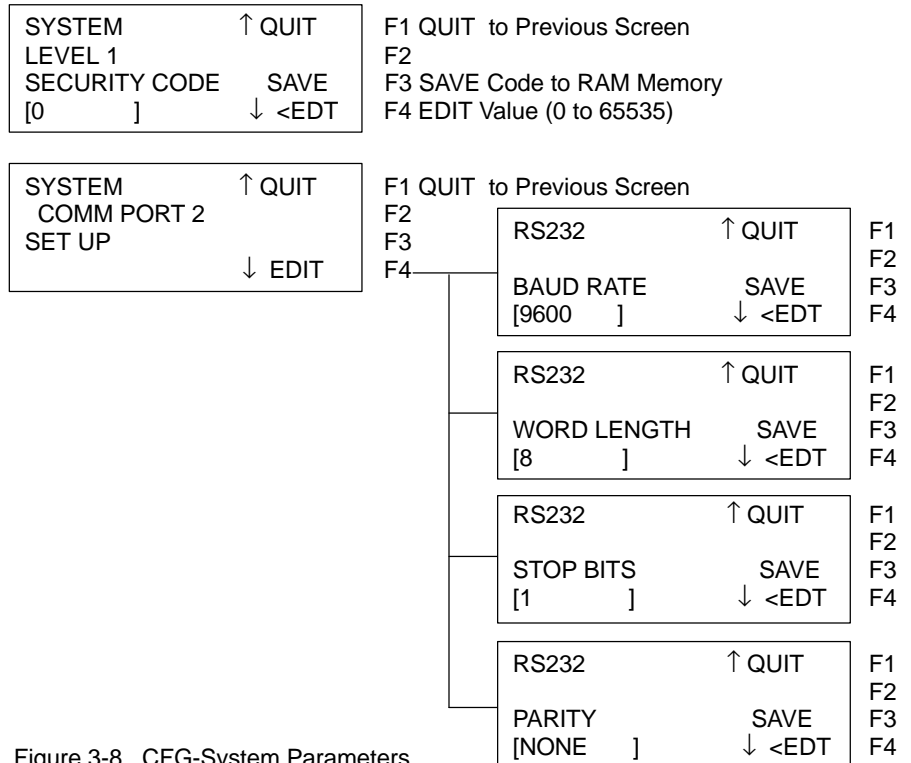 SYSTEM ↑ QUIT F1 QUIT to Previous Screen
LEVEL 1 F2
SECURITY CODE SAVE F3 SAVE Code to RAM Memory
[0 ] ↓ <EDT F4 EDIT Value (0 to 65535)
SYSTEM ↑ QUIT F1 QUIT to Previous Screen
COMM PORT 2 F2
SET UP F3
↓ EDIT F4
RS232 ↑ QUIT F1
F2
BAUD RATE SAVE F3
[9600 ] ↓ <EDT F4
RS232 ↑ QUIT F1
F2
WORD LENGTH SAVE F3
[8 ] ↓ <EDT F4
RS232 ↑ QUIT F1
F2
STOP BITS SAVE F3
[1 ] ↓ <EDT F4
RS232 ↑ QUIT F1
F2
PARITY SAVE F3
[NONE ] ↓ <EDT F4
Figure 3-8. CFG-System Parameters